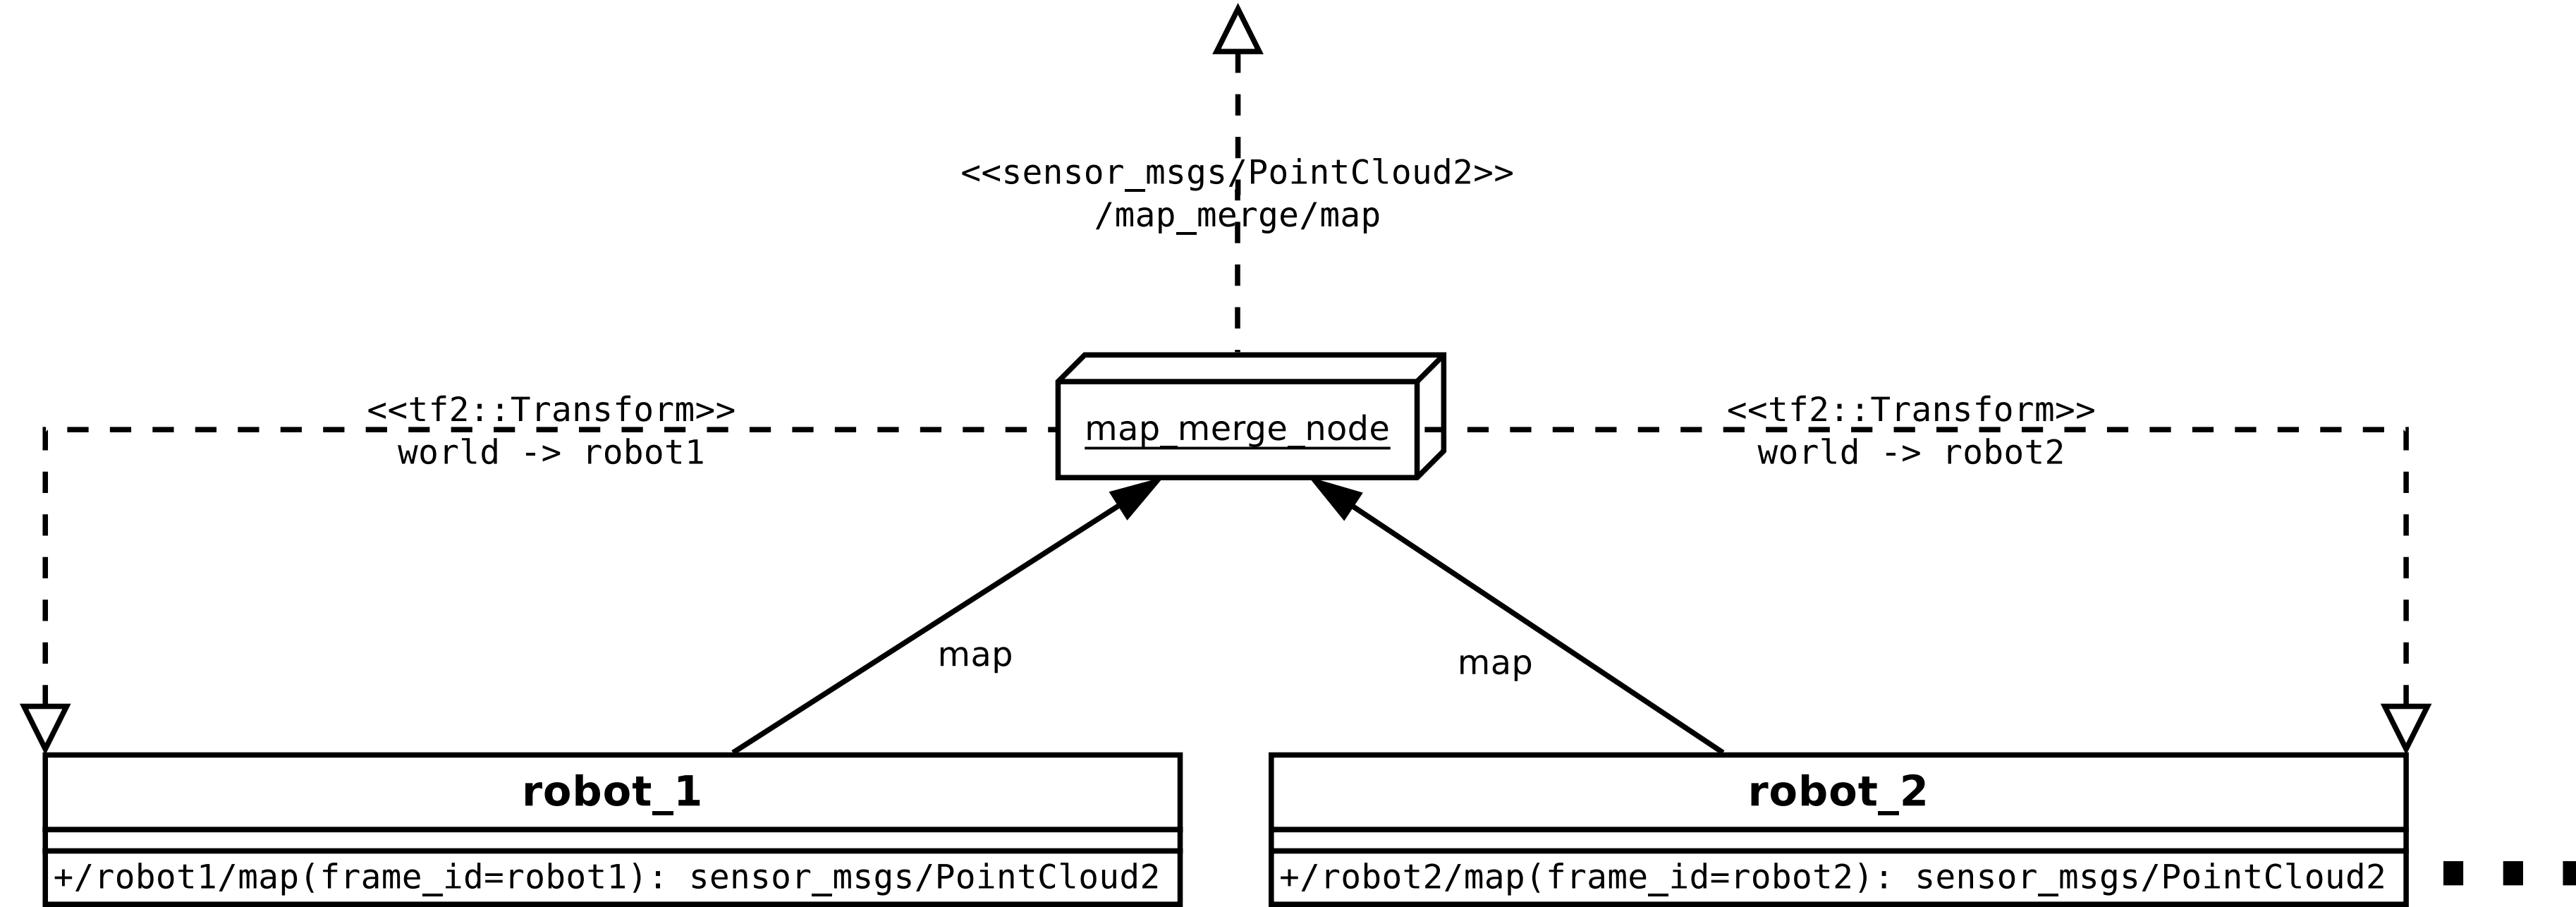 <<sensor_msgs/PointCloud2>>
/map_merge/map
<<tf2::Transform>>
world -> robot1
map_merge_node
<<tf2::Transform>>
world -> robot2
map
map
robot_1
+/robot1/map(frame_id=robot1): sensor_msgs/PointCloud2
robot_2
+/robot2/map(frame_id=robot2): sensor_msgs/PointCloud2